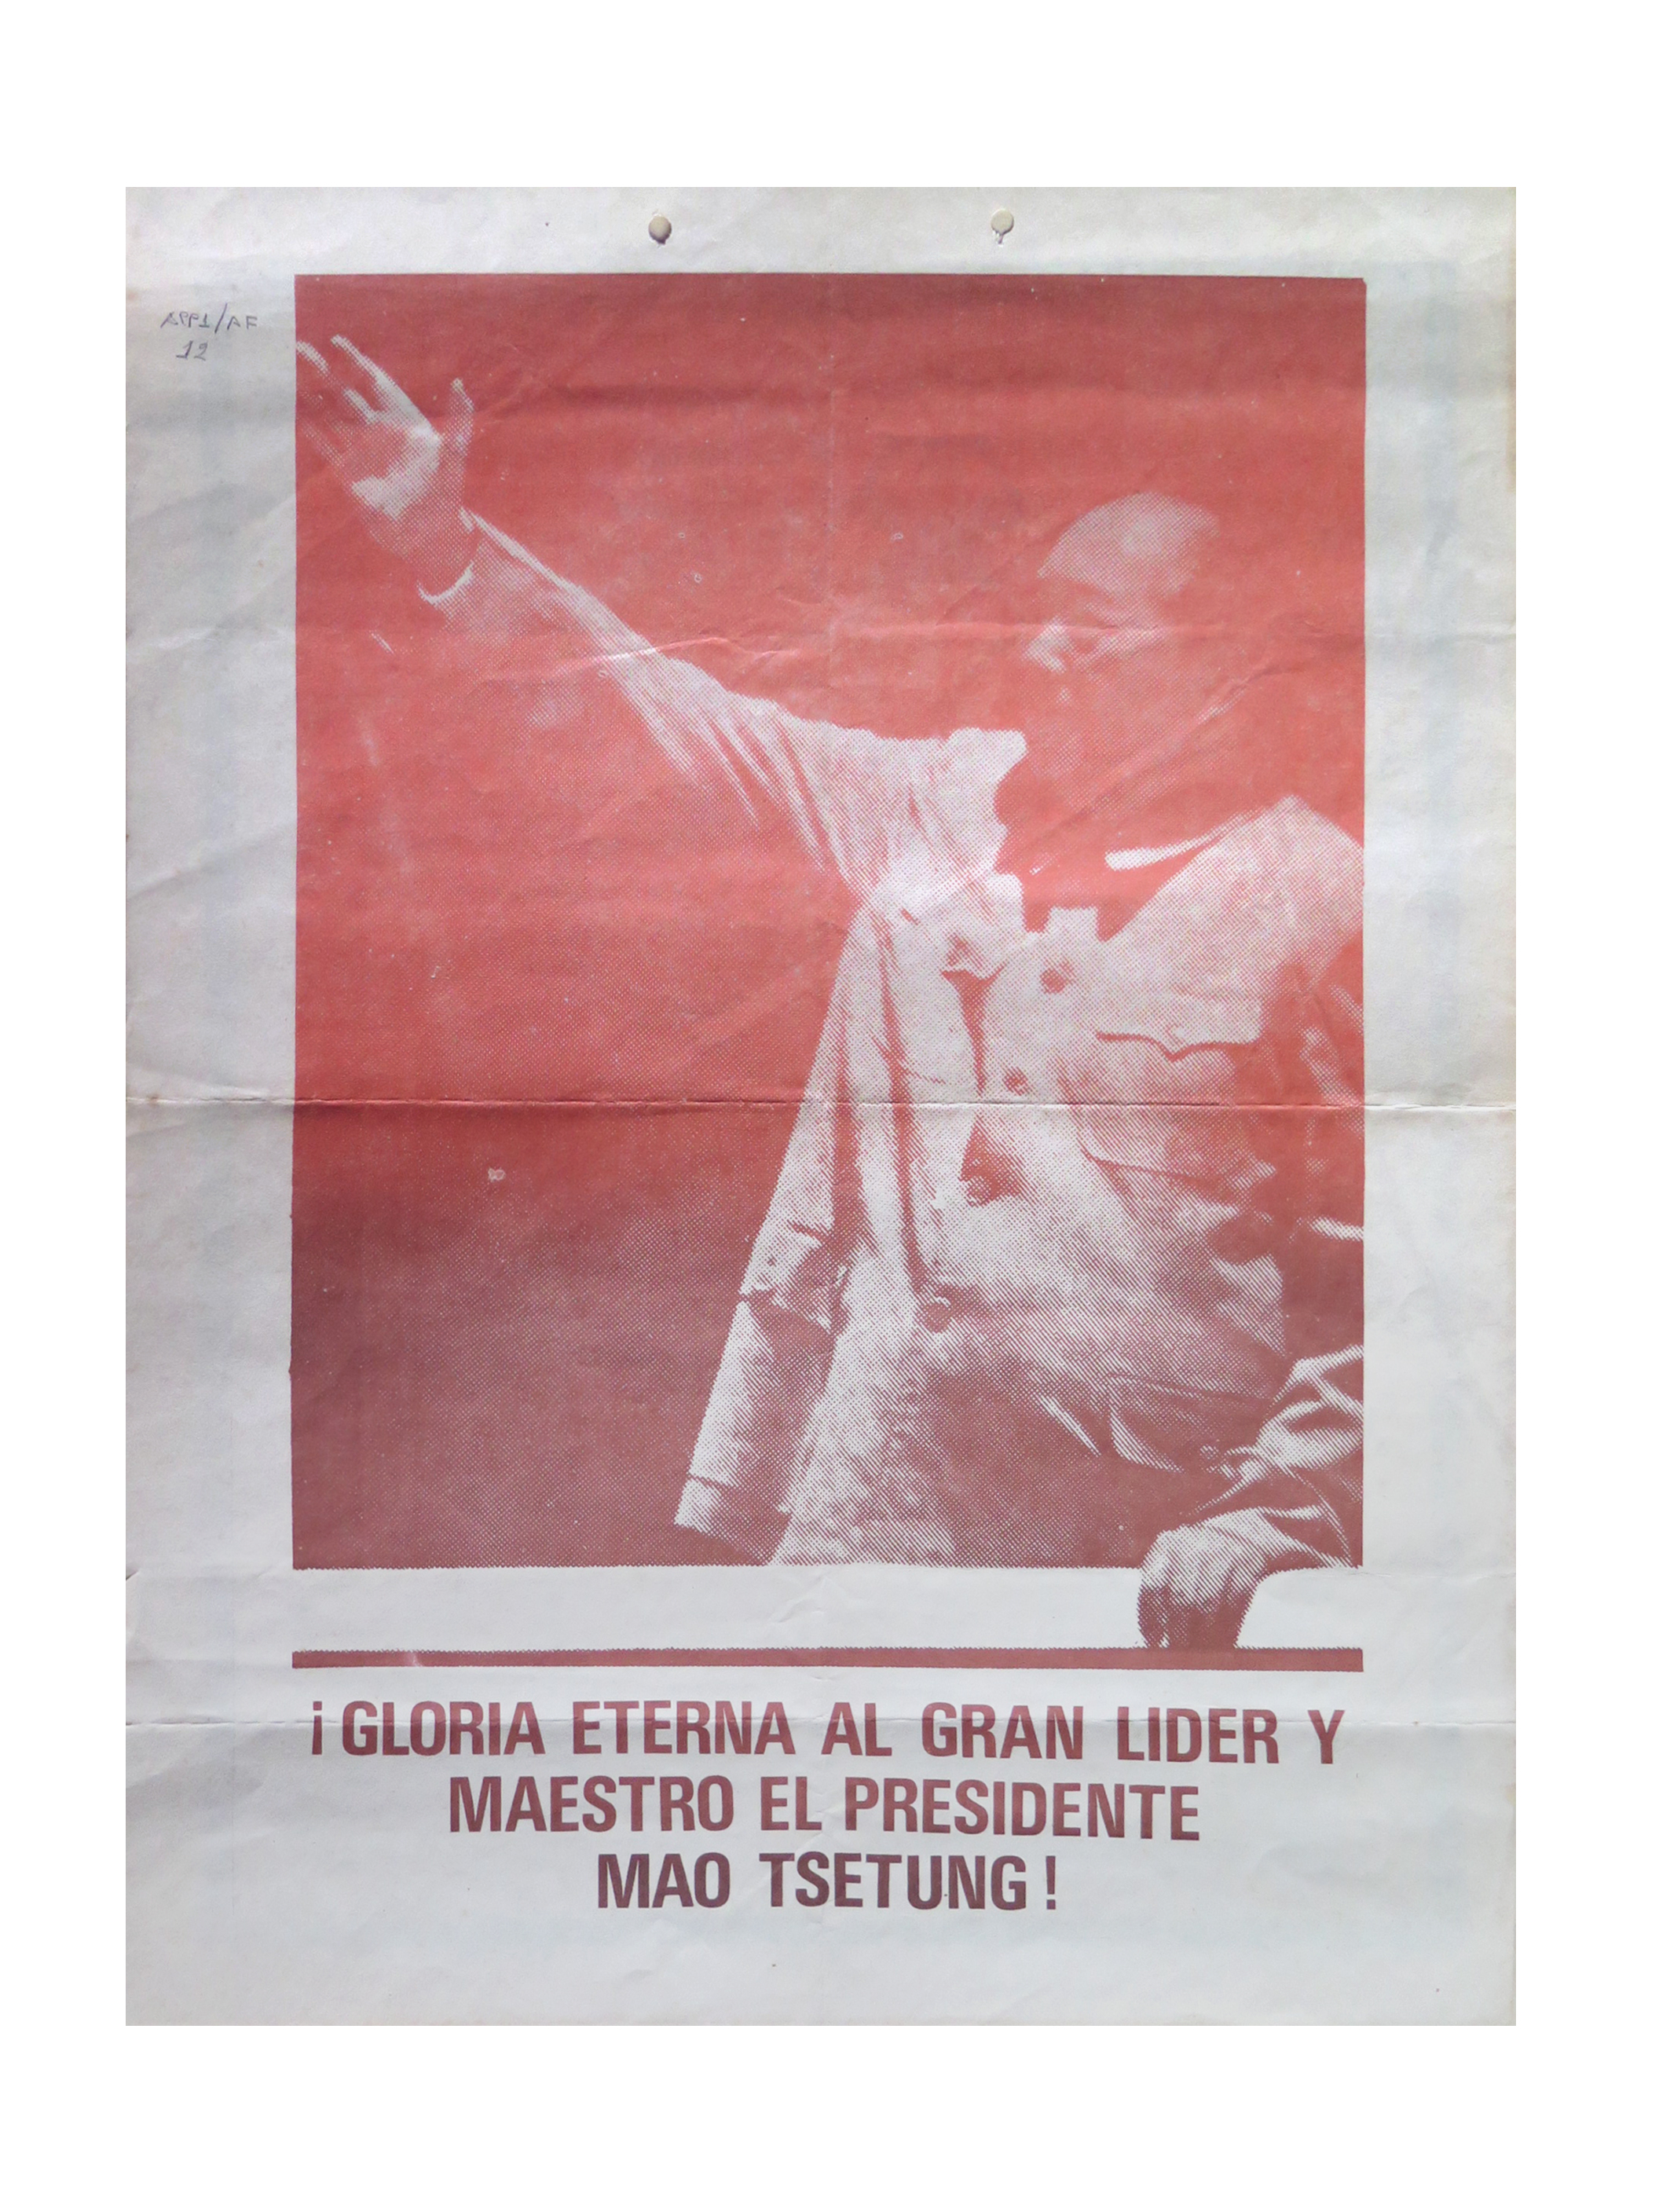 APP1/AF
12
¡GLORIA ETERNA AL GRAN LIDER Y
MAESTRO EL PRESIDENTE
MAO TSETUNG!